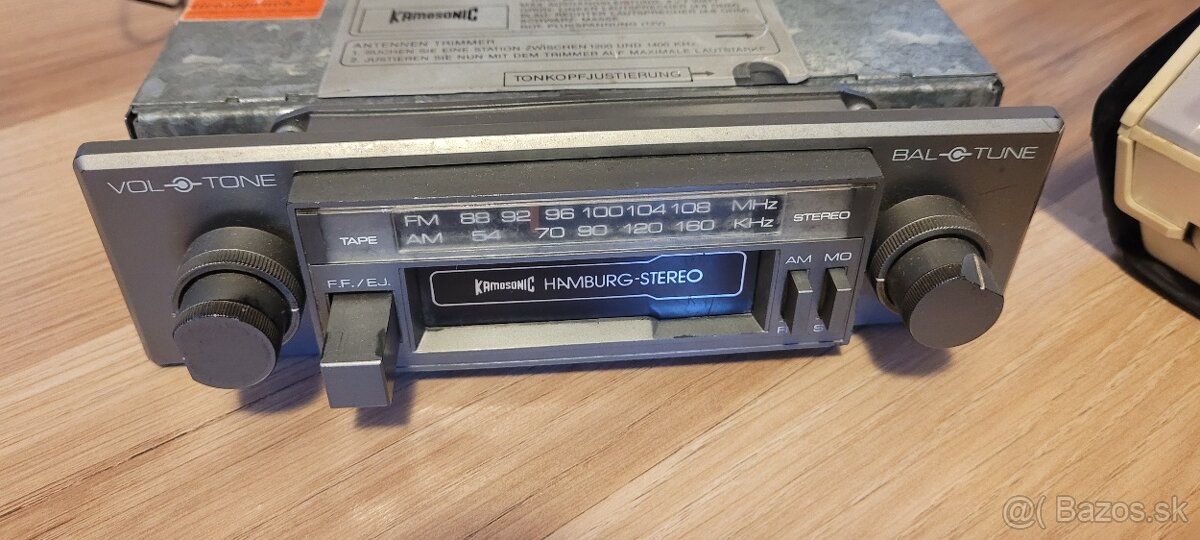 KAMOSONIC
ANTENNEN TRIMMER
1. SUCHEN SIE EINE STATION ZWISCHEN 1200 UND 1400 KHz
2. JUSTIEREN SIE NUN MIT DEM TRIMMER AUF MAXIMALE LAUTSTÄRKE
TONKOPFJUSTIERUNG
VOL TONE
BAL TUNE
FM 88 92 96 100 104 108 MHz
AM 54 70 90 120 160 KHz
TAPE
STEREO
F.F./EJ.
KAMOSONIC HAMBURG-STEREO
AM MO
@( Bazos.sk